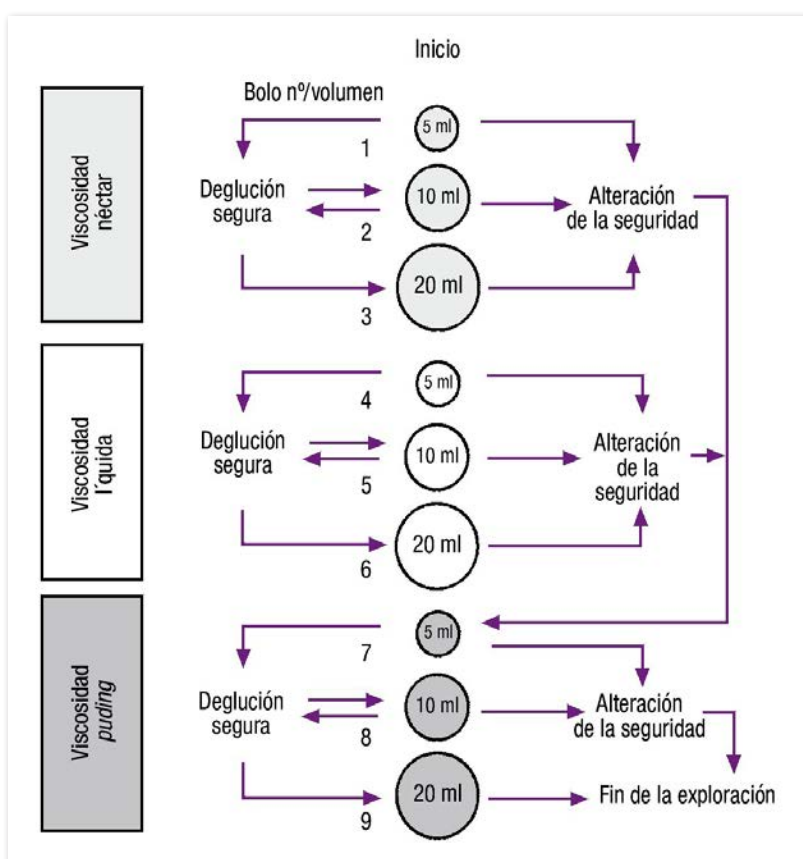 Inicio
Bolo nº/volumen
Viscosidad
néctar
5 ml
1
Deglución
segura
10 ml
2
Alteración
de la seguridad
20 ml
3
Viscosidad
l´quida
5 ml
4
Deglución
segura
10 ml
5
Alteración
de la
seguridad
20 ml
6
Viscosidad
puding
5 ml
7
Deglución
segura
10 ml
8
Alteración
de la seguridad
20 ml
9
Fin de la exploración